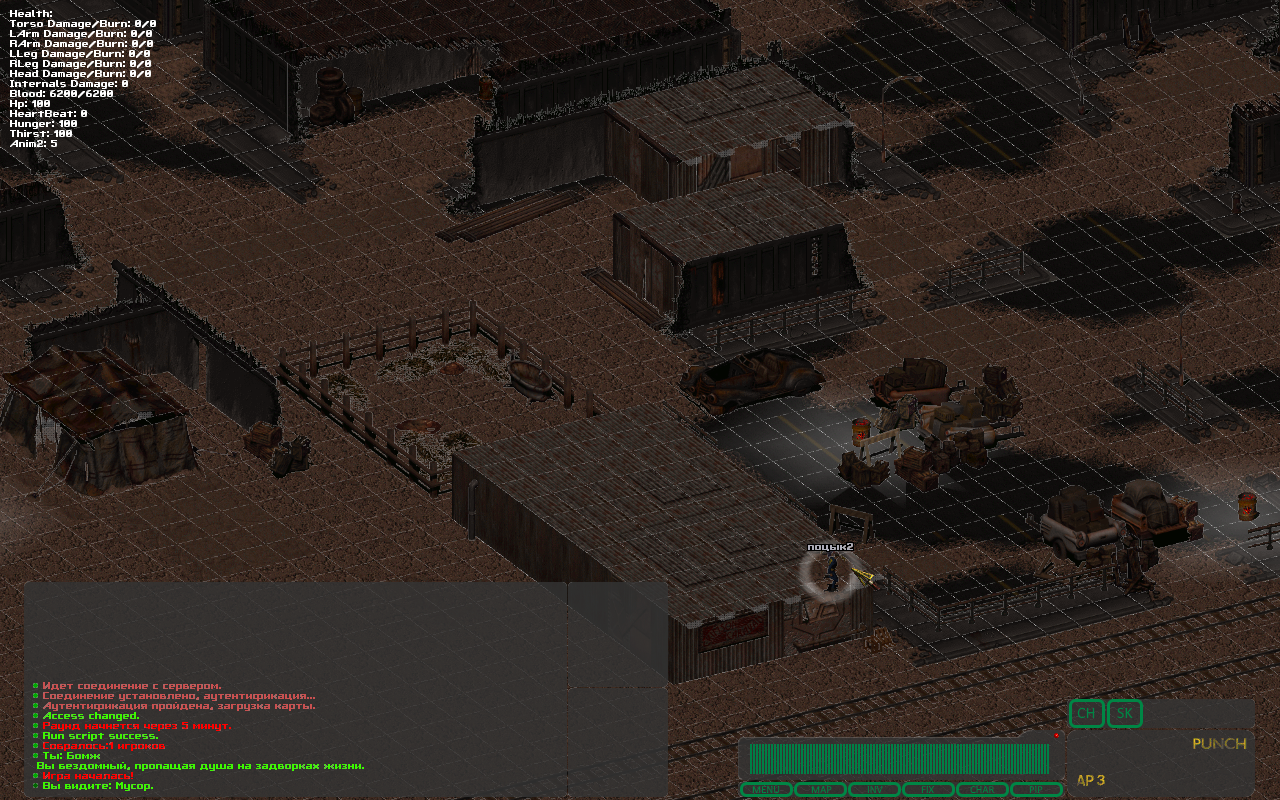 Health:
Torso Damage/Burn: 0/0
LArm Damage/Burn: 0/0
RArm Damage/Burn: 0/0
LLeg Damage/Burn: 0/0
RLeg Damage/Burn: 0/0
Head Damage/Burn: 0/0
Internals Damage: 0
Blood: 6200/6200
Hp: 100
HeartBeat: 0
Hunger: 100
Thirst: 100
Anim2: 5
поцык2
Идет соединение с сервером.
Соединение установлено, аутентификация...
Аутентификация пройдена, загрузка карты.
Access changed.
Раунд начнется через 5 минут.
Run script success.
Собралось:1 игроков
Ты: Бомж
Вы бездомный, пропащая душа на задворках жизни.
Игра началась!
Вы видите: Мусор.
CH SK
PUNCH
AP 3
MENU MAP INV FIX CHAR PIP